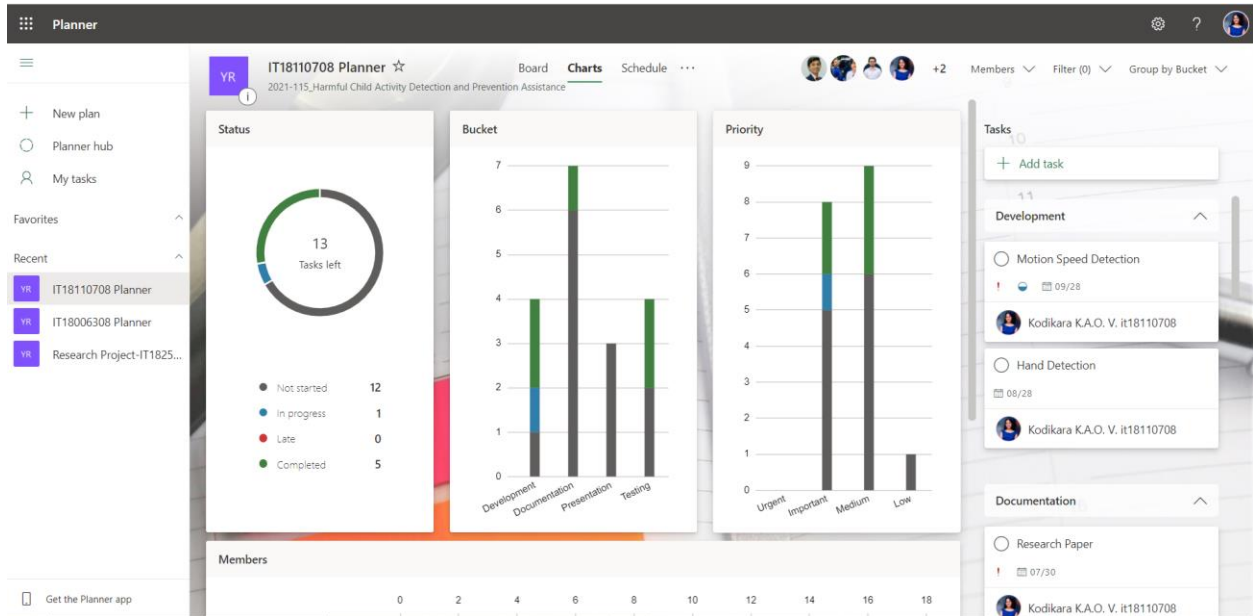 Planner
?
YR
IT18110708 Planner
2021-115_Harmful Child Activity Detection and Prevention Assistance
Board Charts Schedule ...
+2
Members Filter (0) Group by Bucket
New plan
Planner hub
My tasks
Favorites
Recent
YR IT18110708 Planner
YR IT18006308 Planner
YR Research Project-IT1825...
Get the Planner app
Status
13
Tasks left
Not started 12
In progress 1
Late 0
Completed 5
Bucket
7
6
5
4
3
2
1
0
Development Documentation Presentation Testing
Priority
9
8
7
6
5
4
3
2
1
0
Urgent Important Medium Low
Members
0 2 4 6 8 10 12 14 16 18
Tasks
10
+ Add task
11
Development
Motion Speed Detection
! 09/28
Kodikara K.A.O. V. it18110708
Hand Detection
08/28
Kodikara K.A.O. V. it18110708
Documentation
Research Paper
! 07/30
Kodikara K.A.O. V. it18110708